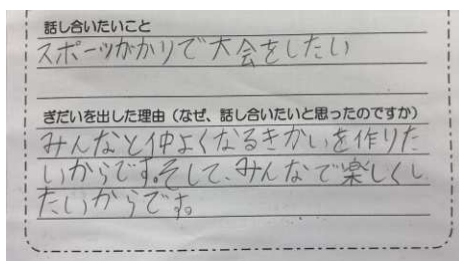 話し合いたいこと
スポーツがかりで大会をしたい
ぎだいを出した理由（なぜ、話し合いたいと思ったのですか）
みんなと仲よくなるきかいを作りた
いからです。そして、みんなで楽しくし
たいからです。